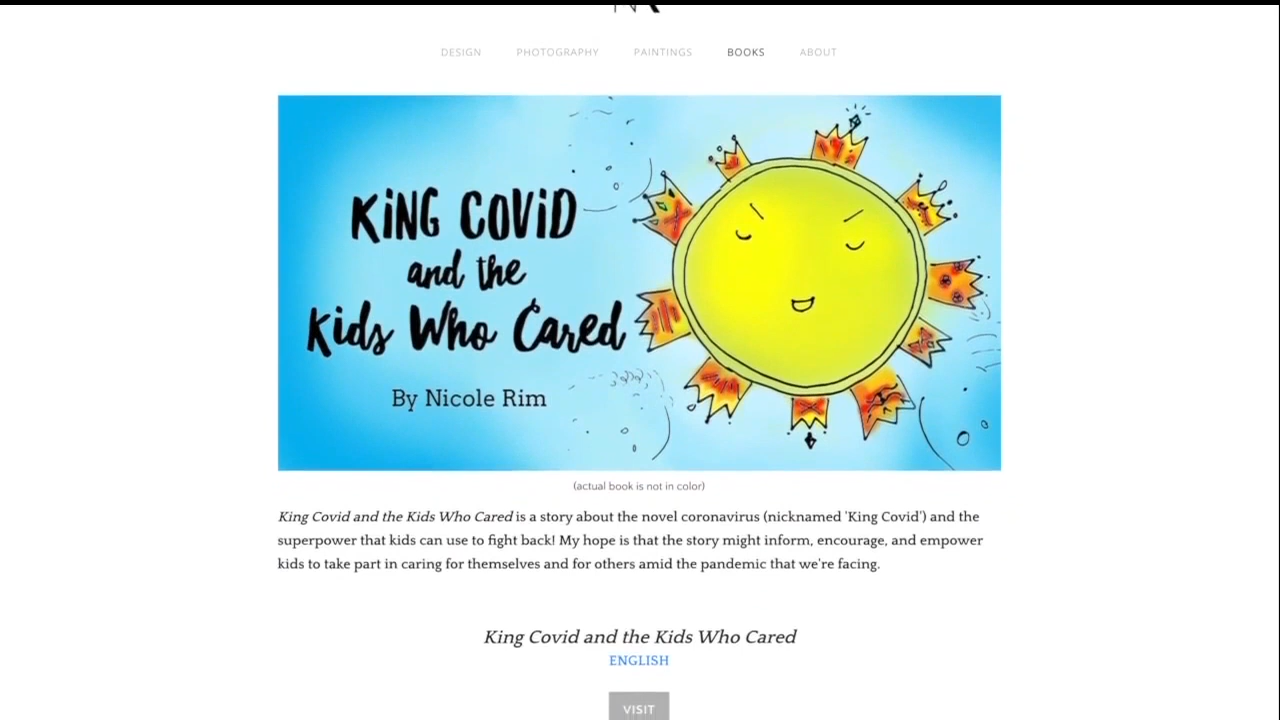 DESIGN PHOTOGRAPHY PAINTINGS BOOKS ABOUT
KiNG COViD
and the
Kids Who Cared
By Nicole Rim
(actual book is not in color)
King Covid and the Kids Who Cared is a story about the novel coronavirus (nicknamed 'King Covid') and the
superpower that kids can use to fight back! My hope is that the story might inform, encourage, and empower
kids to take part in caring for themselves and for others amid the pandemic that we're facing.
King Covid and the Kids Who Cared
ENGLISH
VISIT